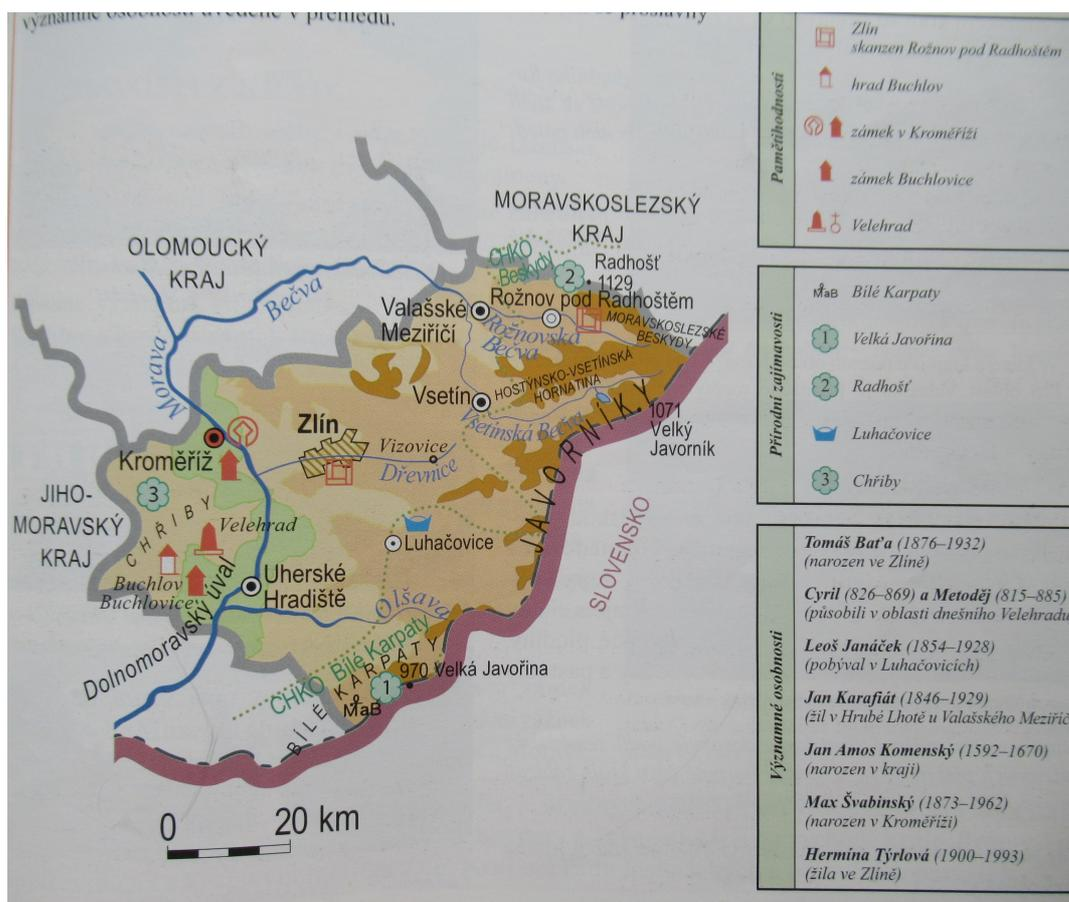 významné osobnosti uvedené v přehledu.
proslavily
OLOMOUCKÝ
KRAJ
MORAVSKOSLEZSKÝ
KRAJ
Bečva
Morava
CHKO
Beskydy
2
Radhošť
1129
Valašské
Meziříčí
Rožnov pod Radhoštěm
Rožnovská
Bečva
MORAVSKOSLEZSKÉ
BESKYDY
Vsetín
HOSTÝNSKO-VSETÍNSKÁ
HORNATINA
Vsetínská Bečva
1071
Velký
Javorník
JAVORNÍKY
Zlín
Vizovice
Dřevnice
Kroměříž
JIHO-
MORAVSKÝ
KRAJ
3
CHŘIBY
Velehrad
Buchlov
Buchlovice
Luhačovice
SLOVENSKO
Uherské
Hradiště
Olšava
Dolnomoravský úval
CHKO Bílé Karpaty
BÍLÉ KARPATY
970 Velká Javořina
1
MaB
0 20 km
Pamětihodnosti
Zlín
skanzen Rožnov pod Radhoštěm
hrad Buchlov
zámek v Kroměříži
zámek Buchlovice
Velehrad
Přírodní zajímavosti
MaB Bílé Karpaty
1 Velká Javořina
2 Radhošť
Luhačovice
3 Chřiby
Významné osobnosti
Tomáš Baťa (1876–1932)
(narozen ve Zlíně)
Cyril (826–869) a Metoděj (815–885)
(působili v oblasti dnešního Velehradu
Leoš Janáček (1854–1928)
(pobýval v Luhačovicích)
Jan Karafiát (1846–1929)
(žil v Hrubé Lhotě u Valašského Meziříč
Jan Amos Komenský (1592–1670)
(narozen v kraji)
Max Švabinský (1873–1962)
(narozen v Kroměříži)
Hermína Týrlová (1900–1993)
(žila ve Zlíně)